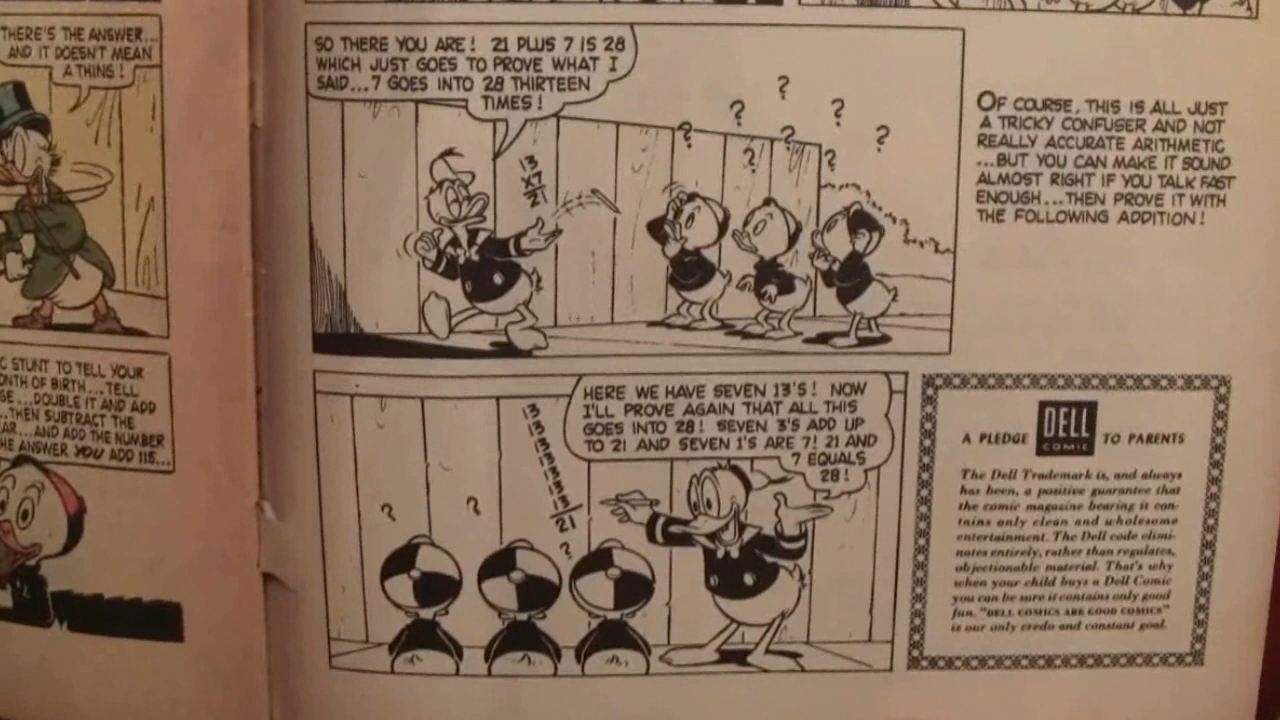 THERE'S THE ANSWER...
AND IT DOESN'T MEAN
A THING!
C STUNT TO TELL YOUR
NTH OF BIRTH...TELL
GE...DOUBLE IT AND ADD
..THEN SUBTRACT THE
AR...AND ADD THE NUMBER
HE ANSWER YOU ADD 115...
SO THERE YOU ARE! 21 PLUS 7 IS 28
WHICH JUST GOES TO PROVE WHAT I
SAID...7 GOES INTO 28 THIRTEEN
TIMES!
13
X7
21
? ? ? ? ? ? ? ?
OF COURSE, THIS IS ALL JUST
A TRICKY CONFUSER AND NOT
REALLY ACCURATE ARITHMETIC
...BUT YOU CAN MAKE IT SOUND
ALMOST RIGHT IF YOU TALK FAST
ENOUGH...THEN PROVE IT WITH
THE FOLLOWING ADDITION!
HERE WE HAVE SEVEN 13'S! NOW
I'LL PROVE AGAIN THAT ALL THIS
GOES INTO 28! SEVEN 3'S ADD UP
TO 21 AND SEVEN 1'S ARE 7! 21 AND
7 EQUALS
28!
13
13
13
13
13
13
13
21
? ? ?
A PLEDGE DELL COMIC TO PARENTS
The Dell Trademark is, and always
has been, a positive guarantee that
the comic magazine bearing it con-
tains only clean and wholesome
entertainment. The Dell code elimi-
nates entirely, rather than regulates,
objectionable material. That's why
when your child buys a Dell Comic
you can be sure it contains only good
fun. "DELL COMICS ARE GOOD COMICS"
is our only credo and constant goal.